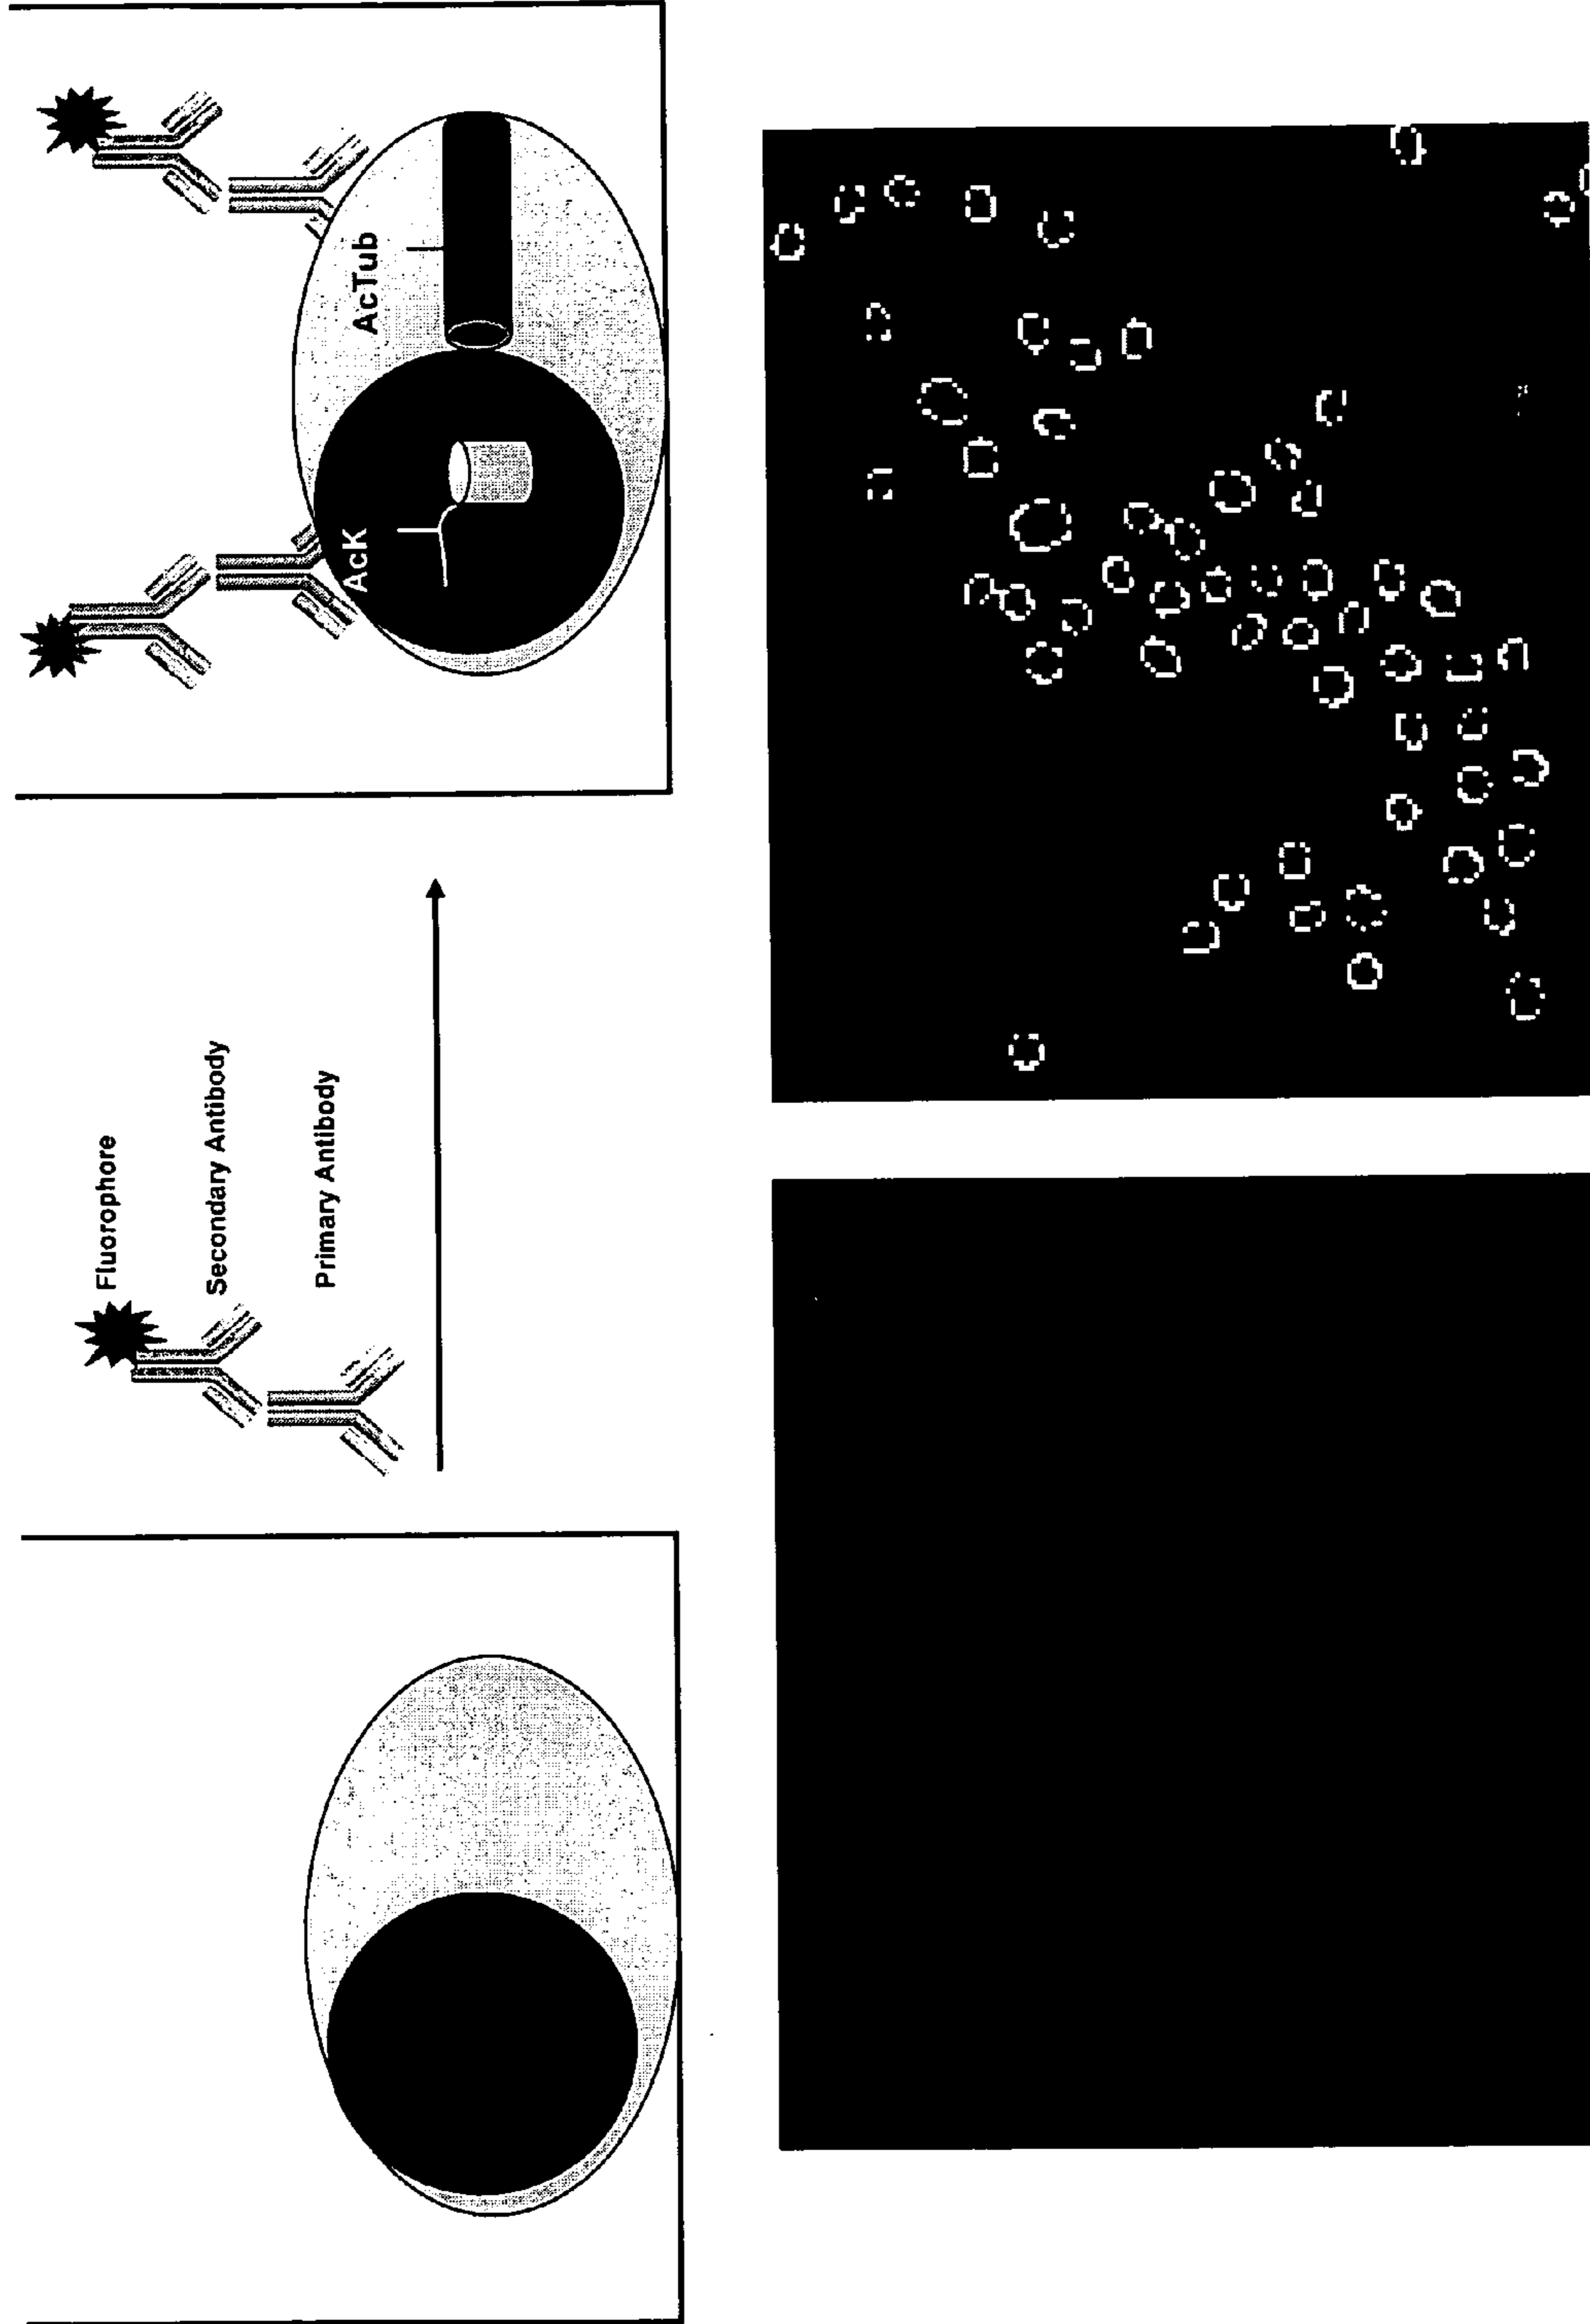 Fluorophore
Secondary Antibody
Primary Antibody
AcK
AcTub